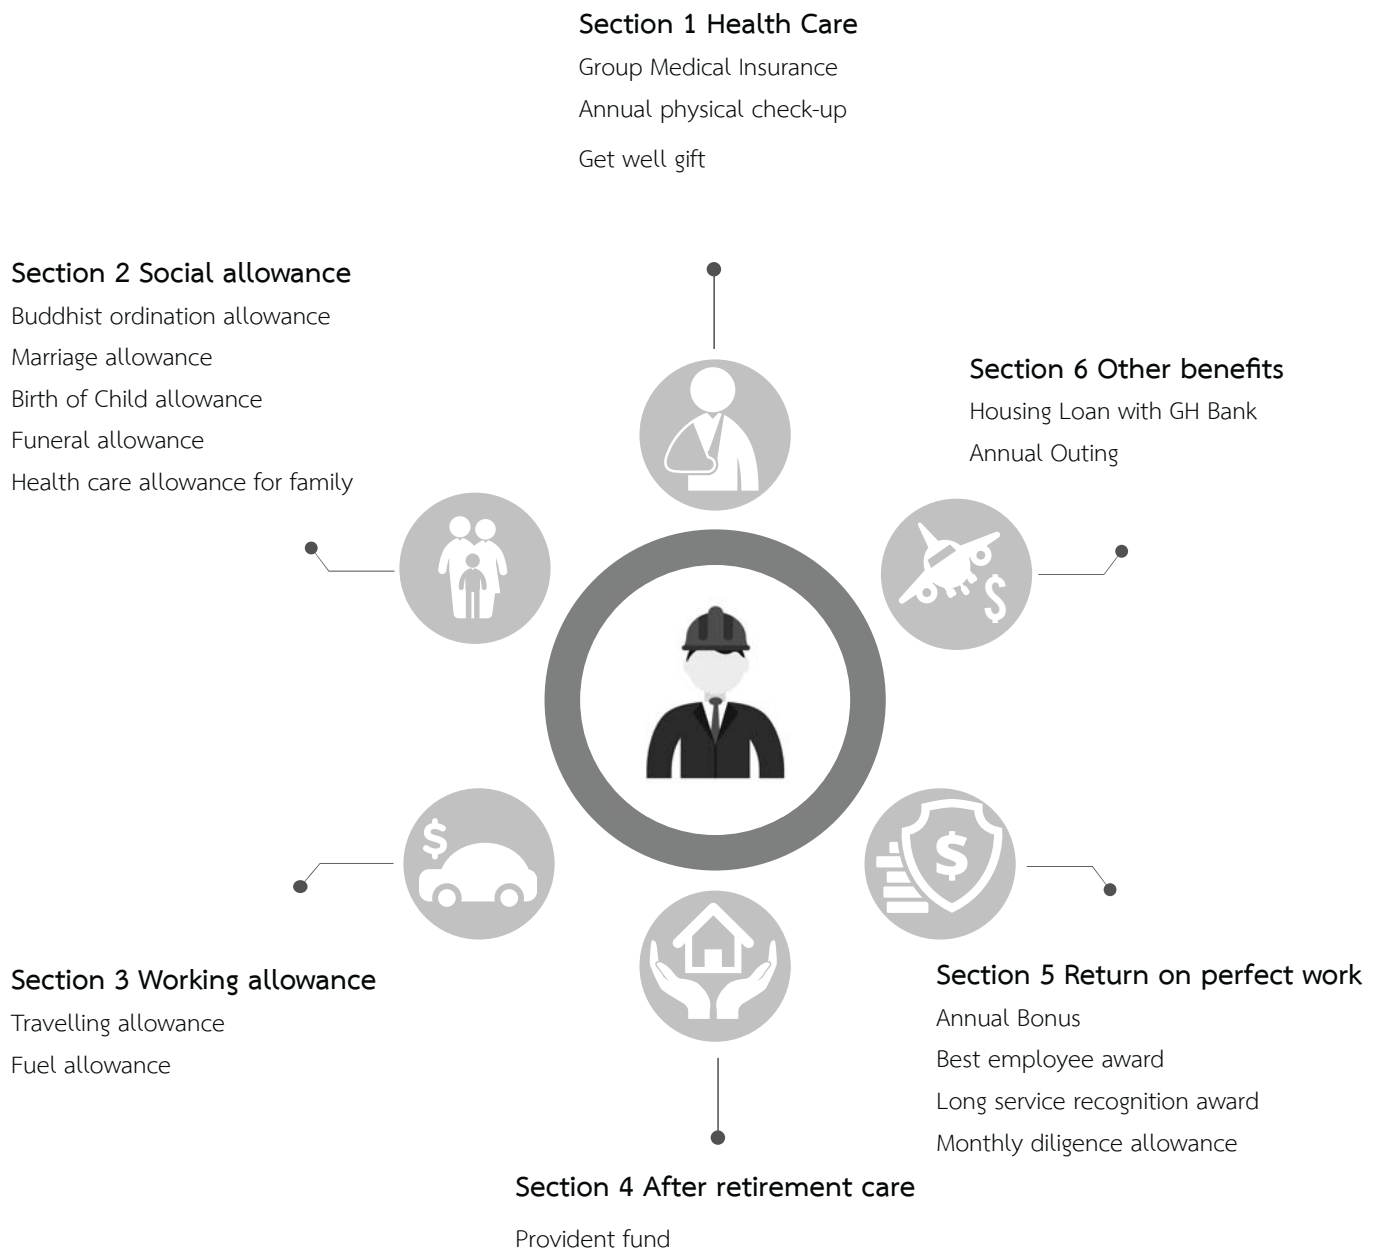 Section 1 Health Care
Group Medical Insurance
Annual physical check-up
Get well gift
Section 2 Social allowance
Buddhist ordination allowance
Marriage allowance
Birth of Child allowance
Funeral allowance
Health care allowance for family
Section 6 Other benefits
Housing Loan with GH Bank
Annual Outing
$
$
$
Section 3 Working allowance
Travelling allowance
Fuel allowance
Section 5 Return on perfect work
Annual Bonus
Best employee award
Long service recognition award
Monthly diligence allowance
Section 4 After retirement care
Provident fund